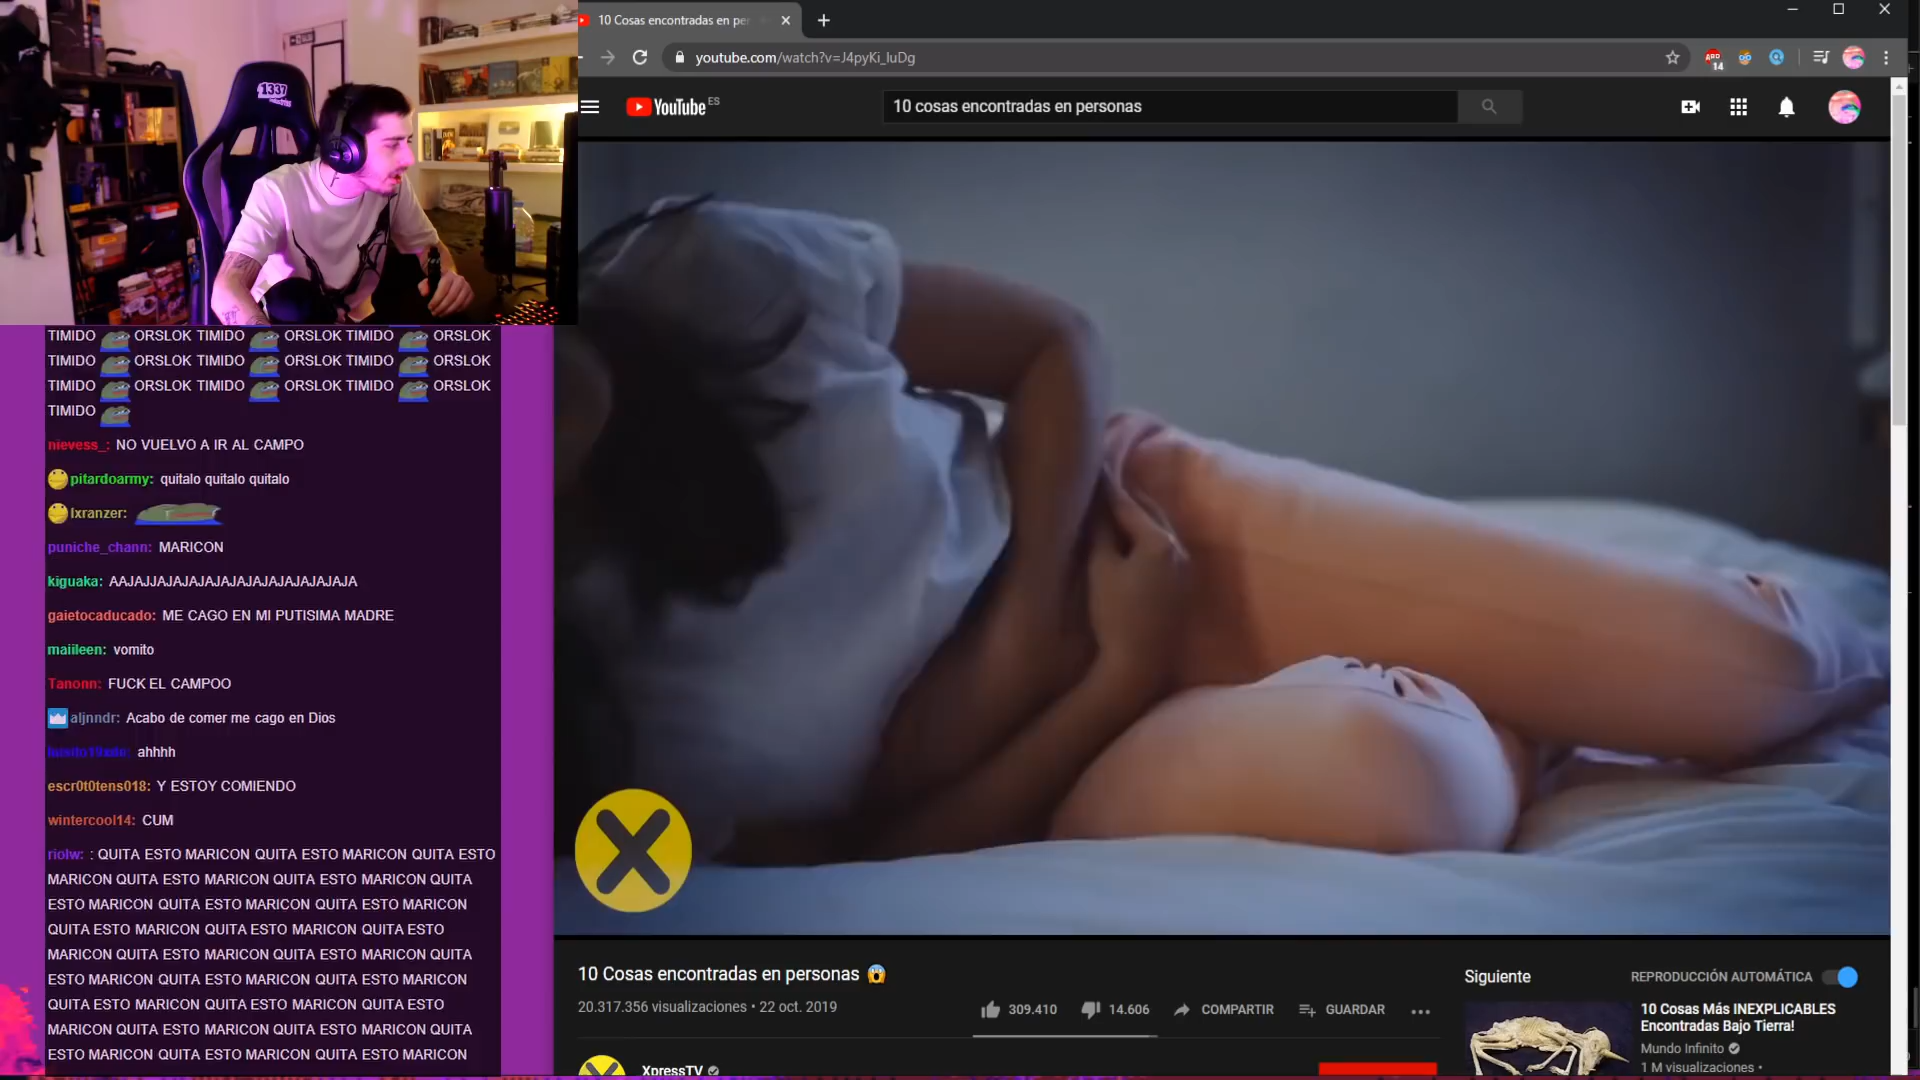 10 Cosas encontradas en per
youtube.com/watch?v=J4pyKi_IuDg
ABP
14
YouTube ES
10 cosas encontradas en personas
1337
TIMIDO ORSLOK TIMIDO ORSLOK TIMIDO ORSLOK
TIMIDO ORSLOK TIMIDO ORSLOK TIMIDO ORSLOK
TIMIDO ORSLOK TIMIDO ORSLOK TIMIDO ORSLOK
TIMIDO
nievess_: NO VUELVO A IR AL CAMPO
pitardoarmy: quitalo quitalo quitalo
lxranzer:
puniche_chann: MARICON
kiguaka: AAJAJJAJAJAJAJAJAJAJAJAJAJAJA
gaietocaducado: ME CAGO EN MI PUTISIMA MADRE
maiileen: vomito
Tanonn: FUCK EL CAMPOO
aljnndr: Acabo de comer me cago en Dios
ahhhh
escr0t0tens018: Y ESTOY COMIENDO
wintercool14: CUM
riolw: : QUITA ESTO MARICON QUITA ESTO MARICON QUITA ESTO
MARICON QUITA ESTO MARICON QUITA ESTO MARICON QUITA
ESTO MARICON QUITA ESTO MARICON QUITA ESTO MARICON
QUITA ESTO MARICON QUITA ESTO MARICON QUITA ESTO
MARICON QUITA ESTO MARICON QUITA ESTO MARICON QUITA
ESTO MARICON QUITA ESTO MARICON QUITA ESTO MARICON
QUITA ESTO MARICON QUITA ESTO MARICON QUITA ESTO
MARICON QUITA ESTO MARICON QUITA ESTO MARICON QUITA
ESTO MARICON QUITA ESTO MARICON QUITA ESTO MARICON
10 Cosas encontradas en personas
20.317.356 visualizaciones • 22 oct. 2019
309.410
14.606
COMPARTIR
GUARDAR
XpressTV
Siguiente
REPRODUCCIÓN AUTOMÁTICA
10 Cosas Más INEXPLICABLES
Encontradas Bajo Tierra!
Mundo Infinito
1 M visualizaciones •